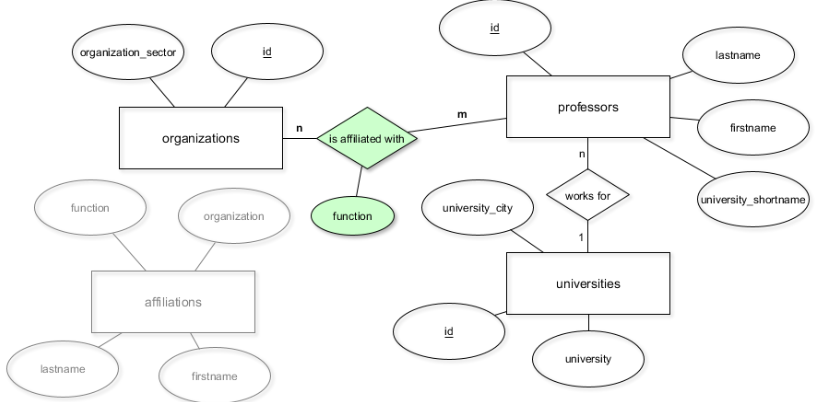 id
organization_sector
id
lastname
professors
m
n
organizations
is affiliated with
firstname
n
function
organization
function
university_city
works for
university_shortname
1
affiliations
universities
id
lastname
firstname
university